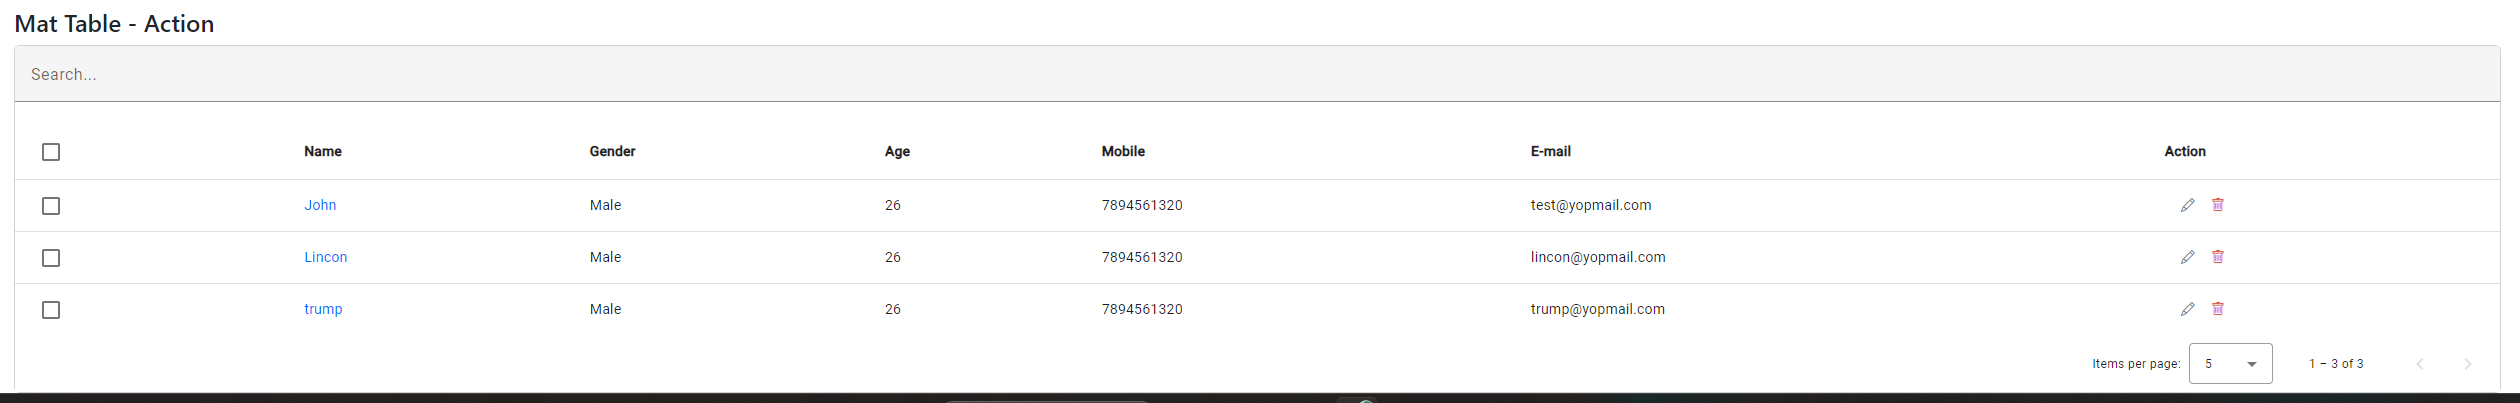 Mat Table - Action
Search...
Name Gender Age Mobile E-mail Action
John Male 26 7894561320 test@yopmail.com
Lincon Male 26 7894561320 lincon@yopmail.com
trump Male 26 7894561320 trump@yopmail.com
Items per page: 5 1 – 3 of 3